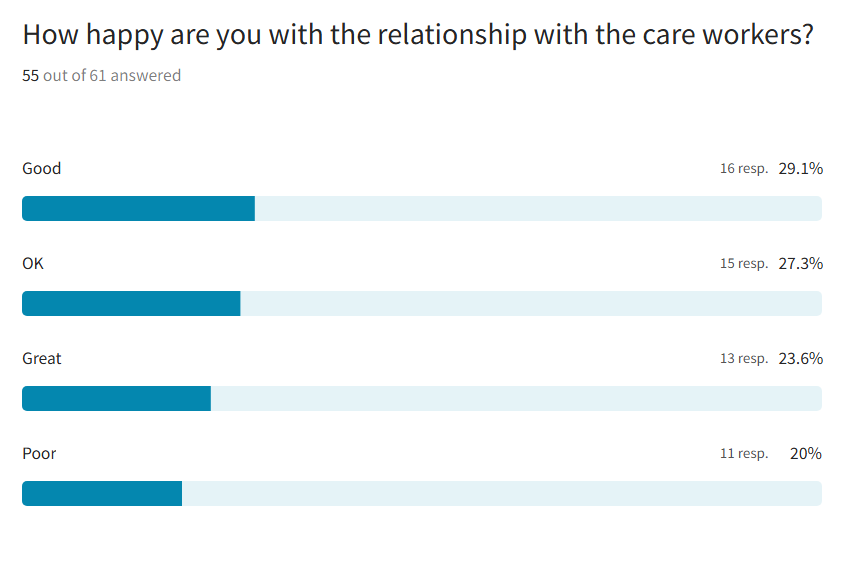 How happy are you with the relationship with the care workers?
55 out of 61 answered
Good 16 resp. 29.1%
OK 15 resp. 27.3%
Great 13 resp. 23.6%
Poor 11 resp. 20%